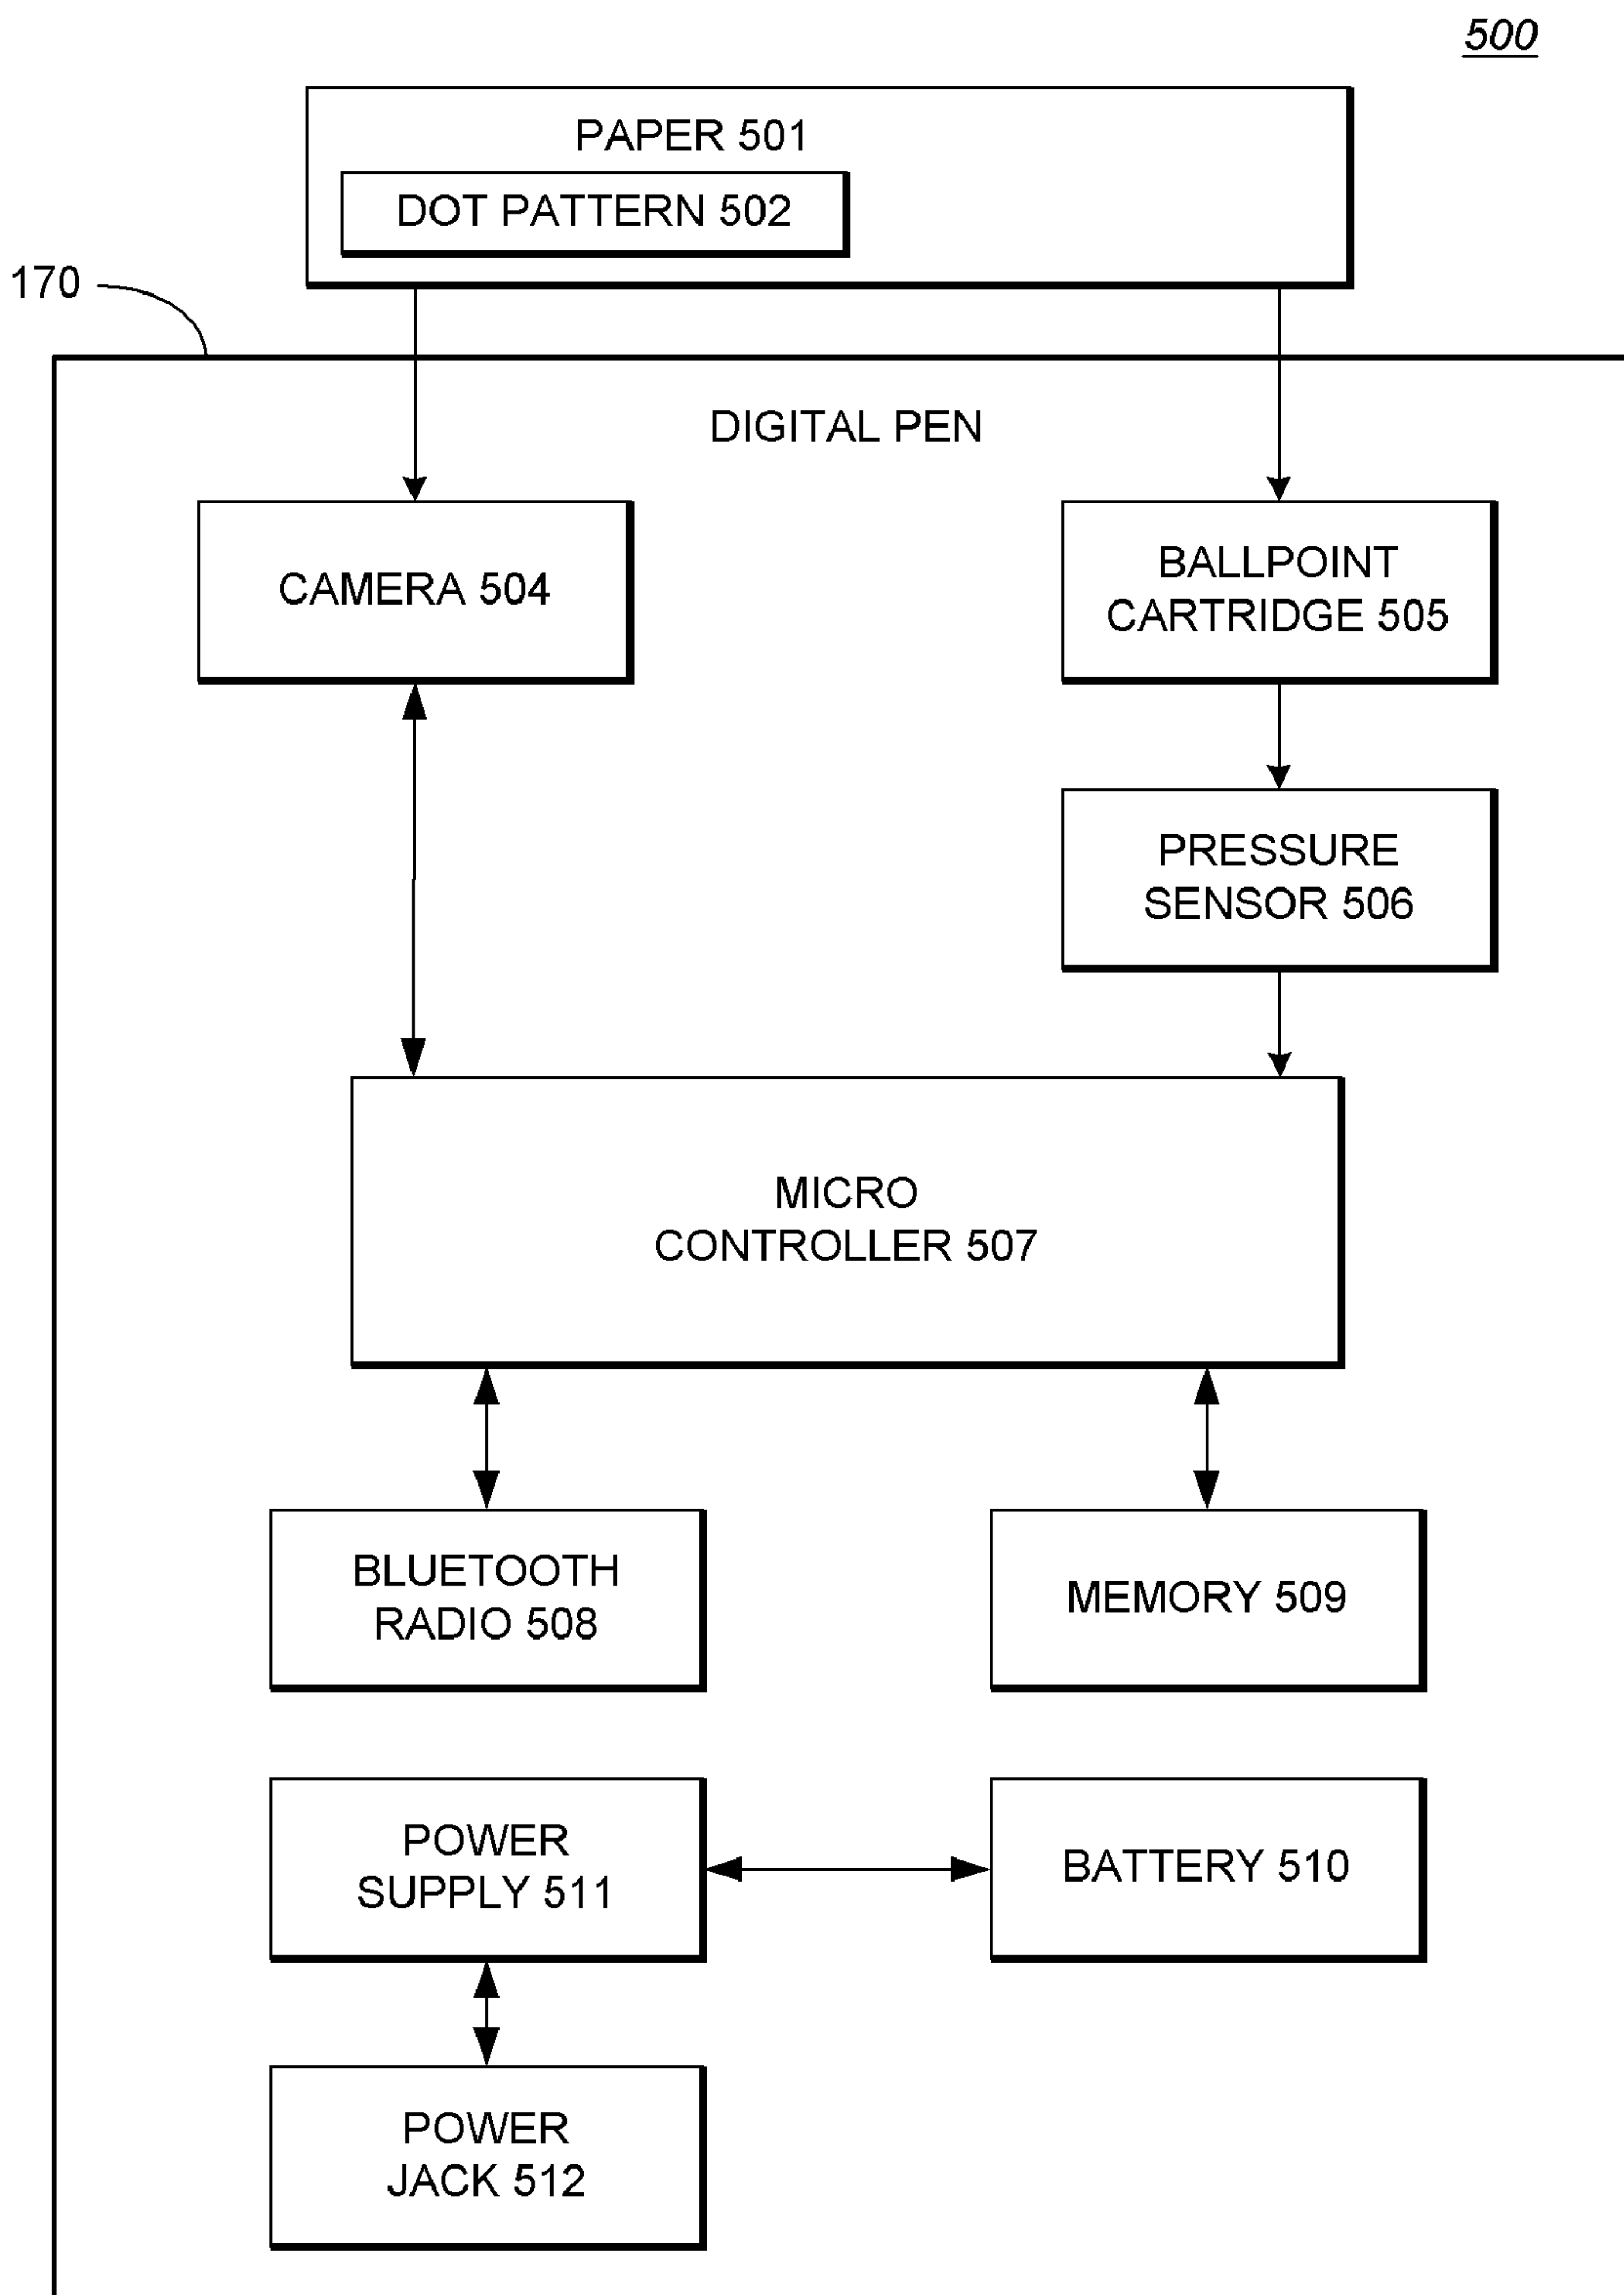 500
PAPER 501
DOT PATTERN 502
170
DIGITAL PEN
CAMERA 504
BALLPOINT
CARTRIDGE 505
PRESSURE
SENSOR 506
MICRO
CONTROLLER 507
BLUETOOTH
RADIO 508
MEMORY 509
POWER
SUPPLY 511
BATTERY 510
POWER
JACK 512